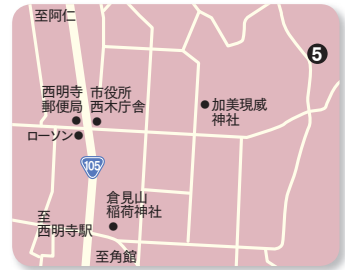 至阿仁
❺
西明寺
郵便局
市役所
西木庁舎
加美現威
神社
ローソン
105
倉見山
稲荷神社
至
西明寺駅
至角館